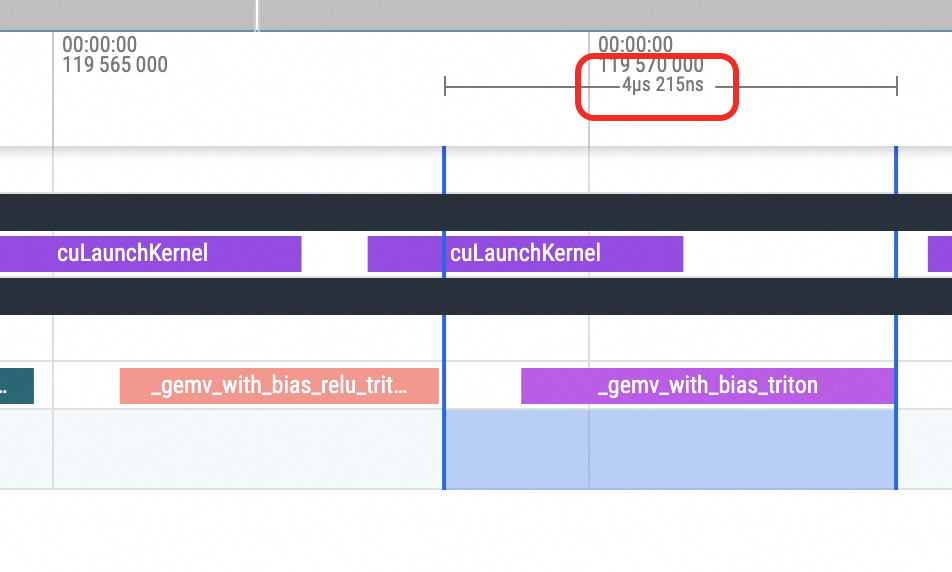 00:00:00
119 565 000
00:00:00
119 570 000
4µs 215ns
cuLaunchKernel
cuLaunchKernel
..
_gemv_with_bias_relu_trit...
_gemv_with_bias_triton